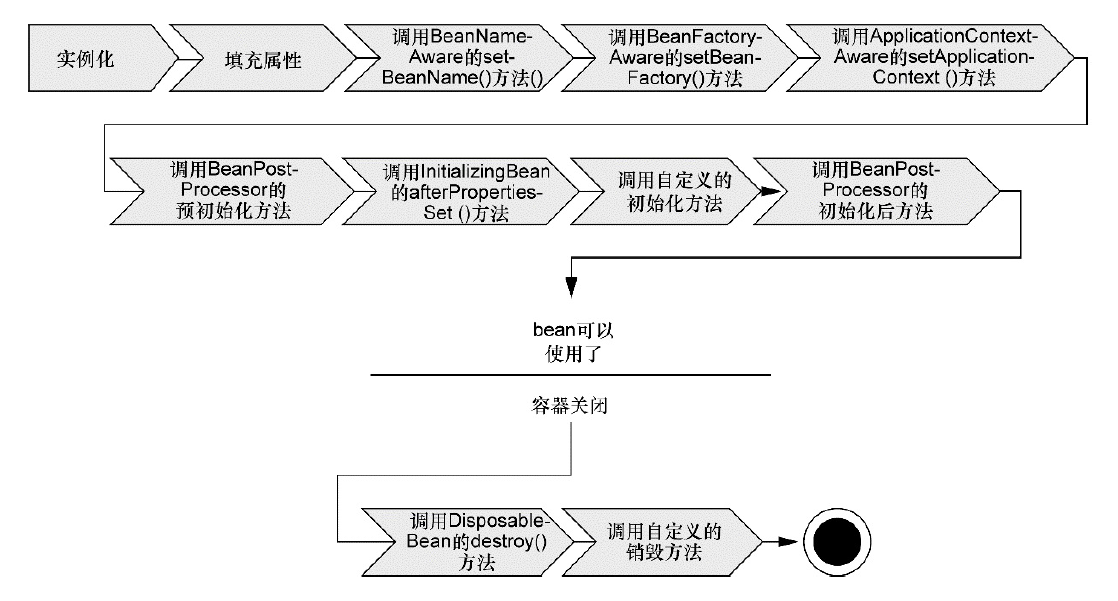 实例化
填充属性
调用BeanName-
Aware的set-
BeanName()方法()
调用BeanFactory-
Aware的setBean-
Factory()方法
调用ApplicationContext-
Aware的setApplication-
Context ()方法
调用BeanPost-
Processor的
预初始化方法
调用InitializingBean
的afterProperties-
Set ()方法
调用自定义的
初始化方法
调用BeanPost-
Processor的
初始化后方法
bean可以
使用了
容器关闭
调用Disposable-
Bean的destroy()
方法
调用自定义的
销毁方法